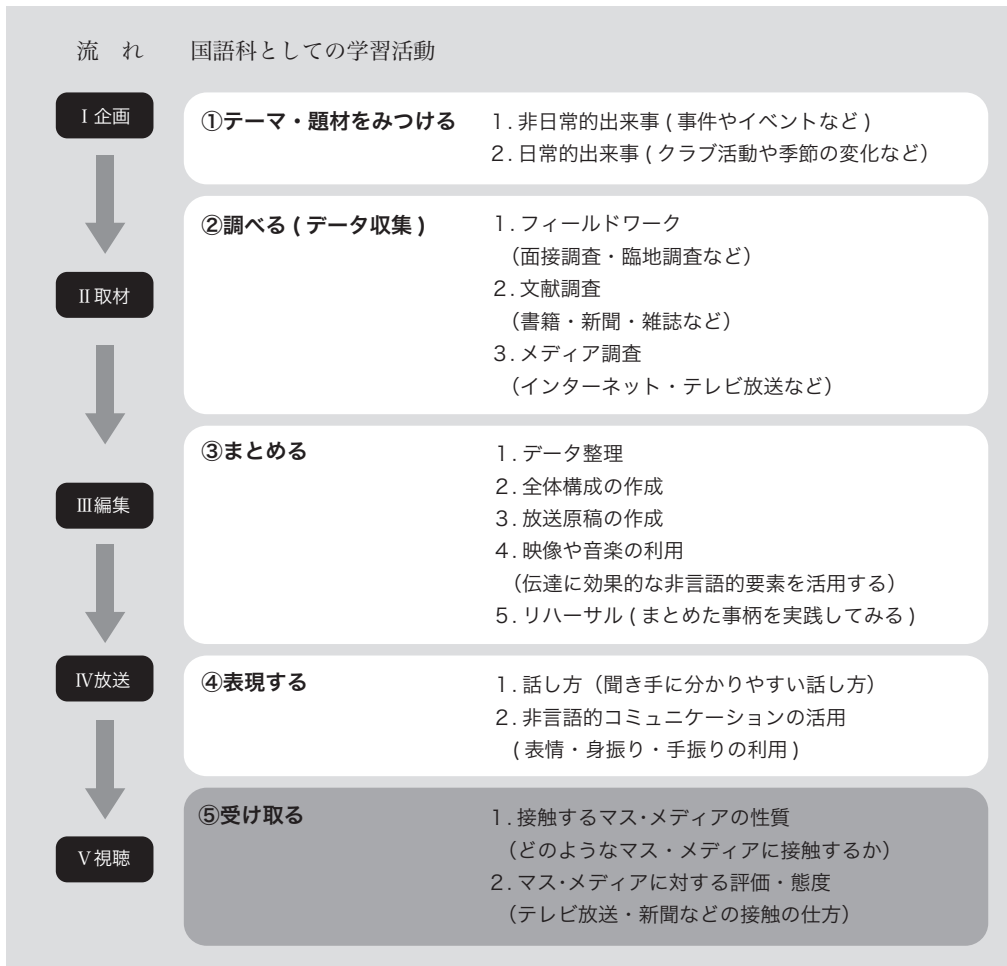 流　れ　国語科としての学習活動
Ⅰ 企画
①テーマ・題材をみつける　1. 非日常的出来事 ( 事件やイベントなど )
2. 日常的出来事 ( クラブ活動や季節の変化など）
②調べる ( データ収集 )　1. フィールドワーク
（面接調査・臨地調査など）
Ⅱ 取材
2. 文献調査
（書籍・新聞・雑誌など）
3. メディア調査
（インターネット・テレビ放送など）
③まとめる　1. データ整理
2. 全体構成の作成
Ⅲ編集
3. 放送原稿の作成
4. 映像や音楽の利用
（伝達に効果的な非言語的要素を活用する）
5. リハーサル ( まとめた事柄を実践してみる )
Ⅳ放送
④表現する　1. 話し方（聞き手に分かりやすい話し方）
2. 非言語的コミュニケーションの活用
( 表情・身振り・手振りの利用 )
⑤受け取る　1. 接触するマス･メディアの性質
（どのようなマス・メディアに接触するか）
Ⅴ 視聴
2. マス･メディアに対する評価・態度
（テレビ放送・新聞などの接触の仕方）